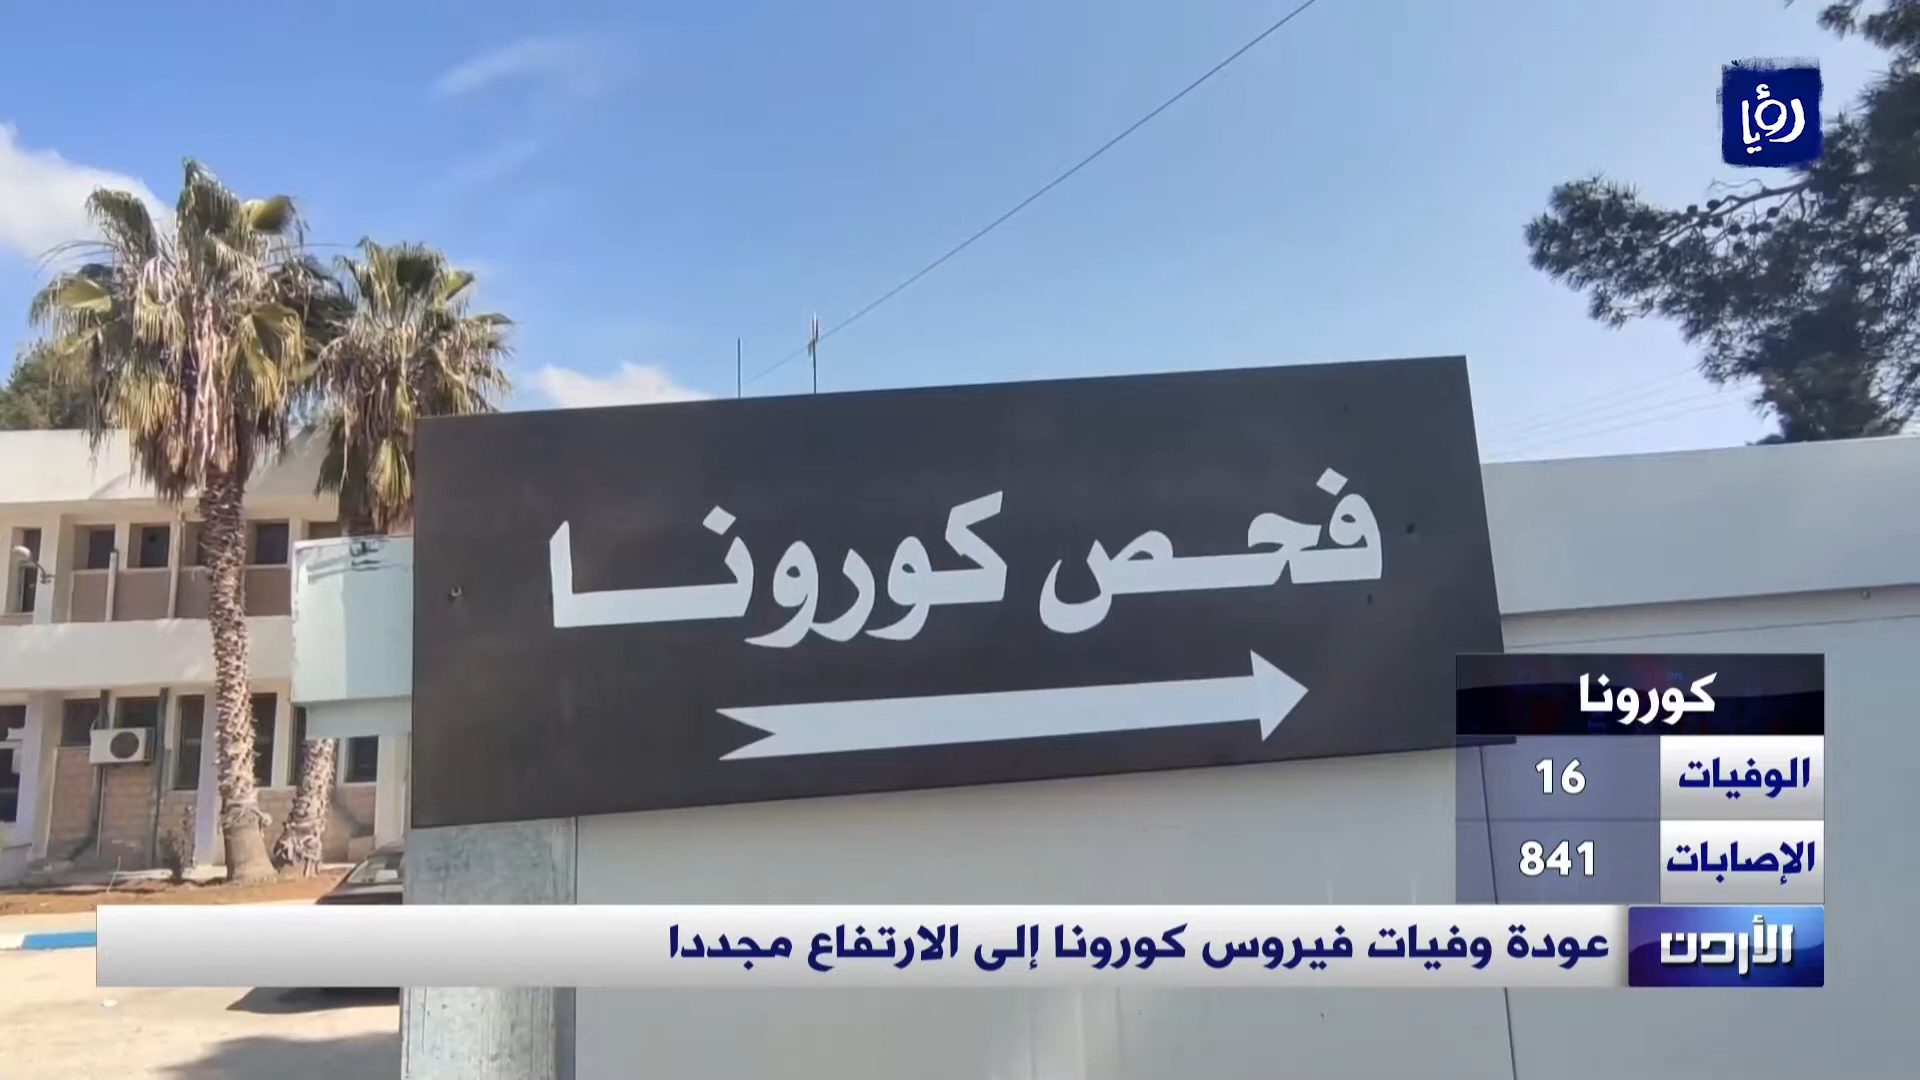 رؤيا
فحص كورونا
كورونا
الوفيات 16
الإصابات 841
الأردن
عودة وفيات فيروس كورونا إلى الارتفاع مجددا